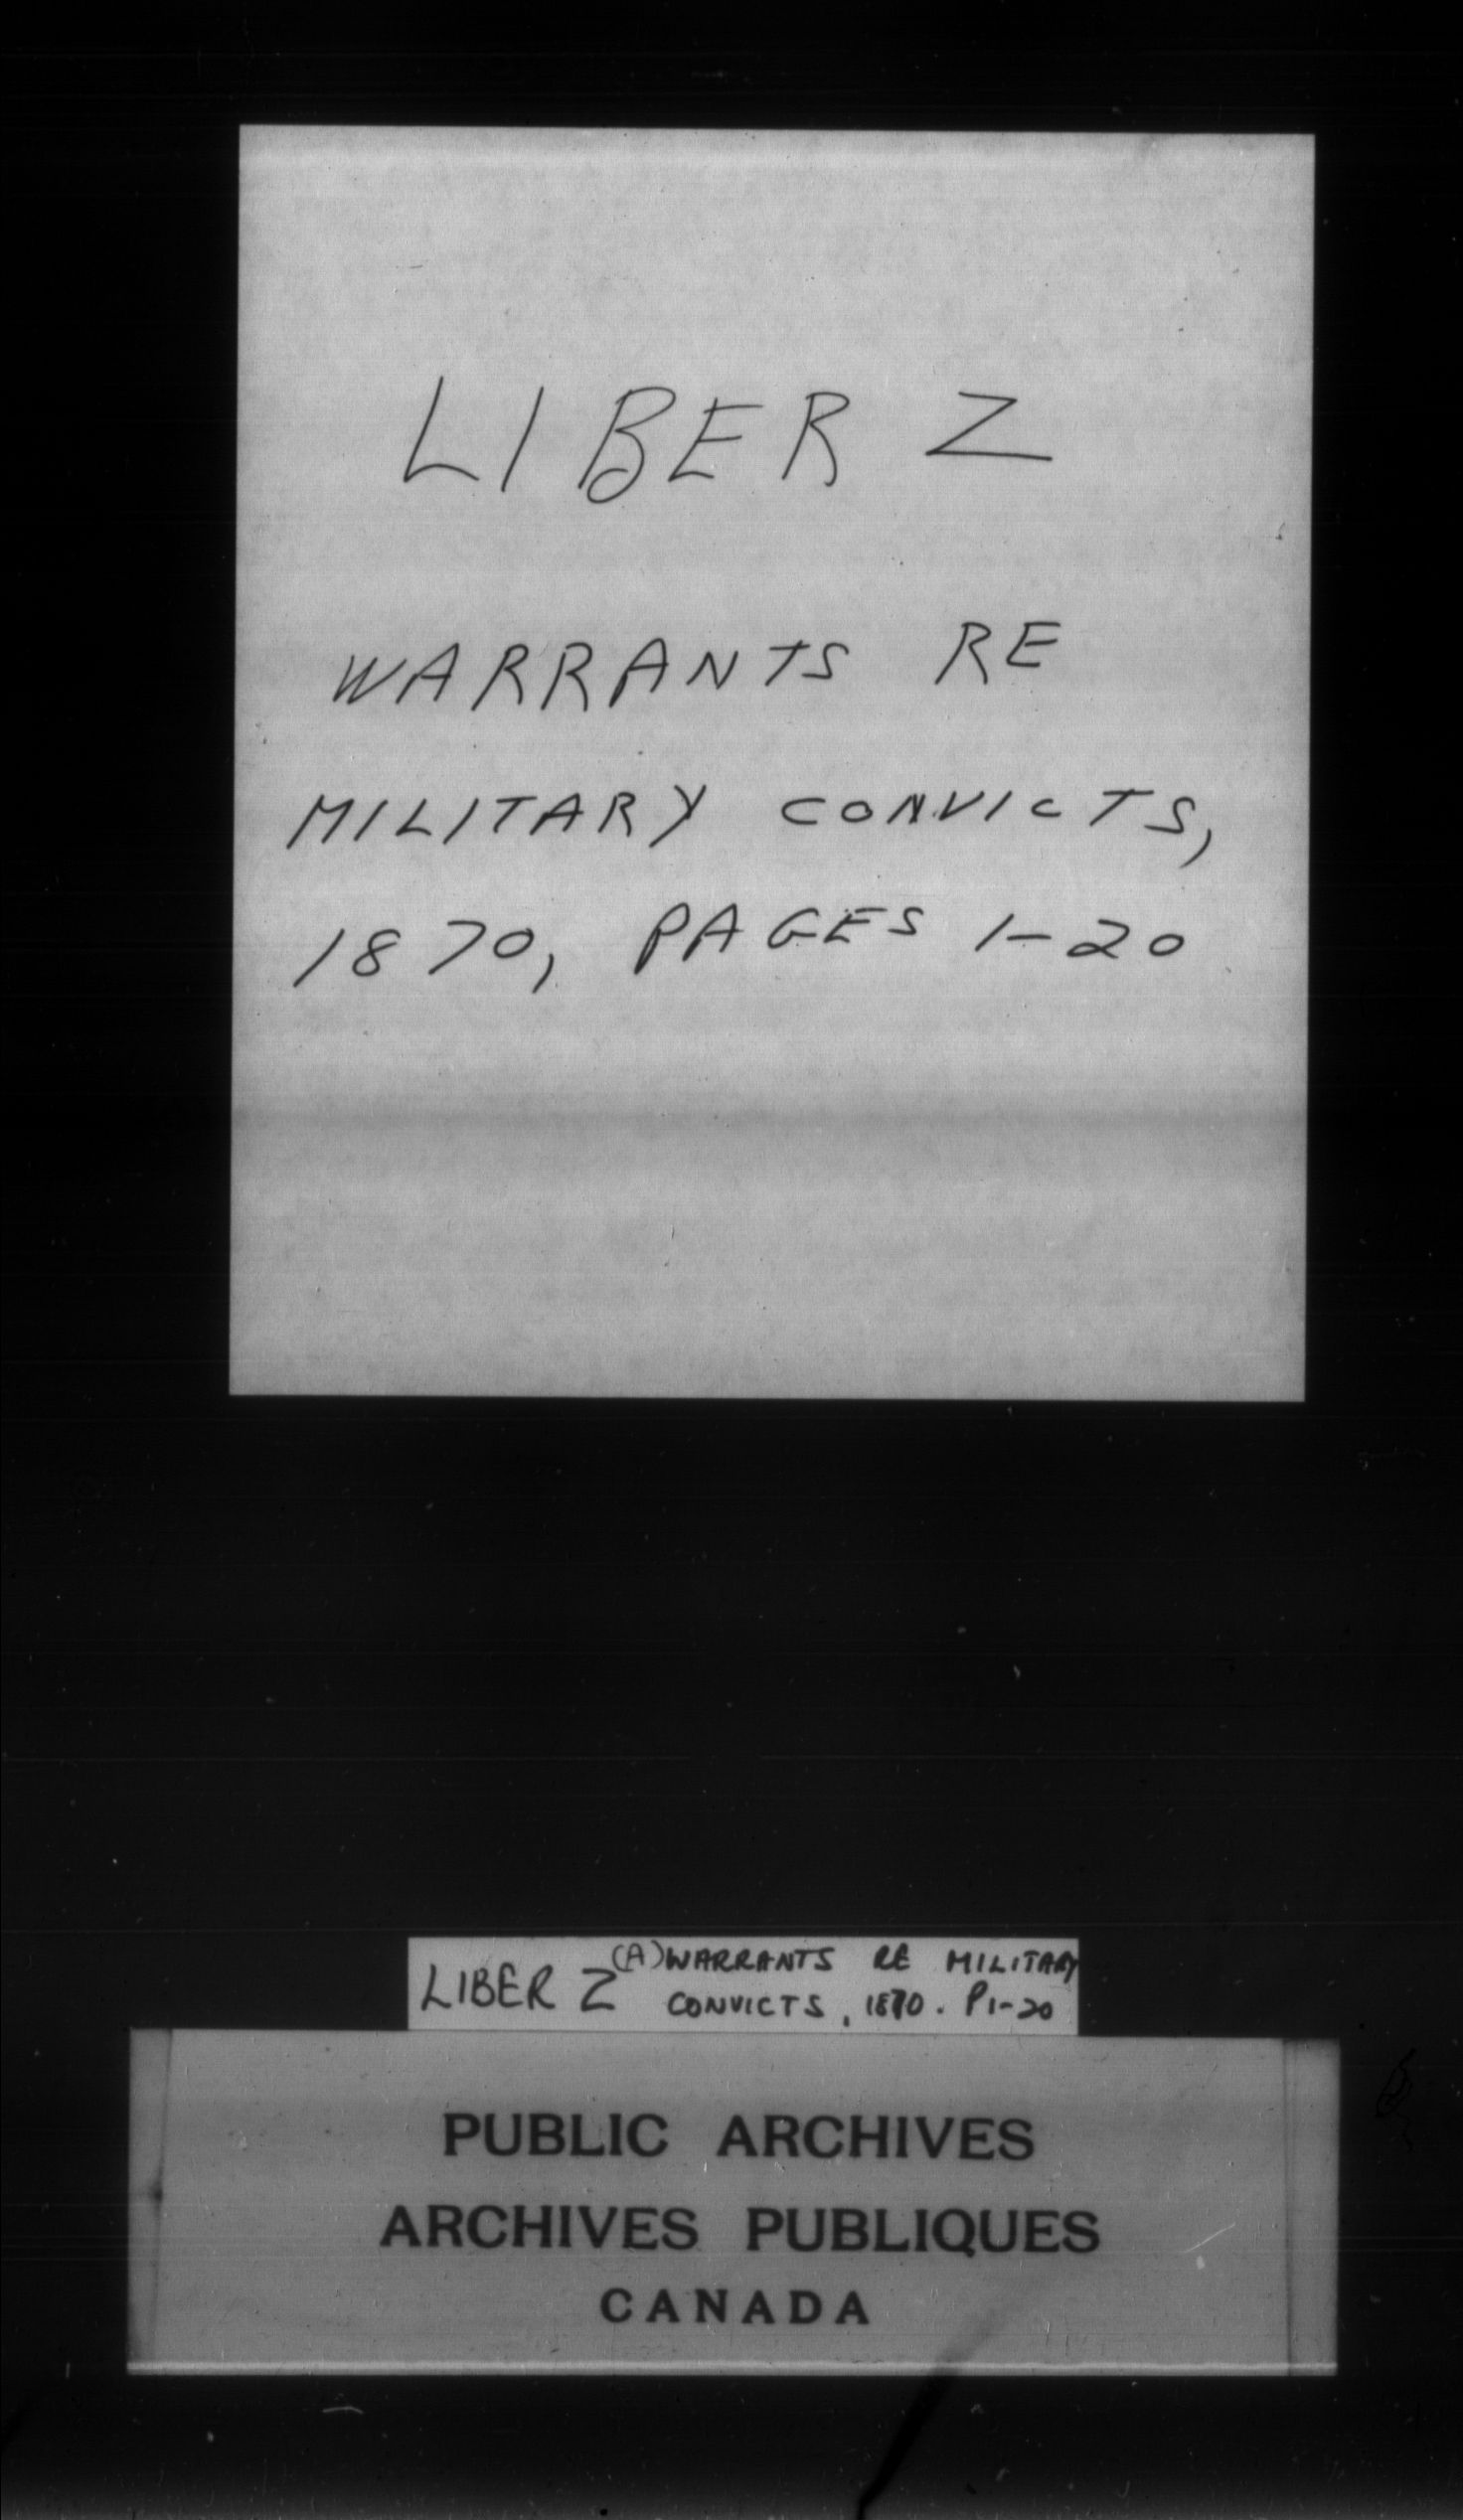 LIBER Z
WARRANTS RE
MILITARY CONVICTS,
1870, PAGES 1-20
LIBER Z (A) WARRANTS RE MILITARY
CONVICTS, 1870. P1-20
PUBLIC ARCHIVES
ARCHIVES PUBLIQUES
CANADA